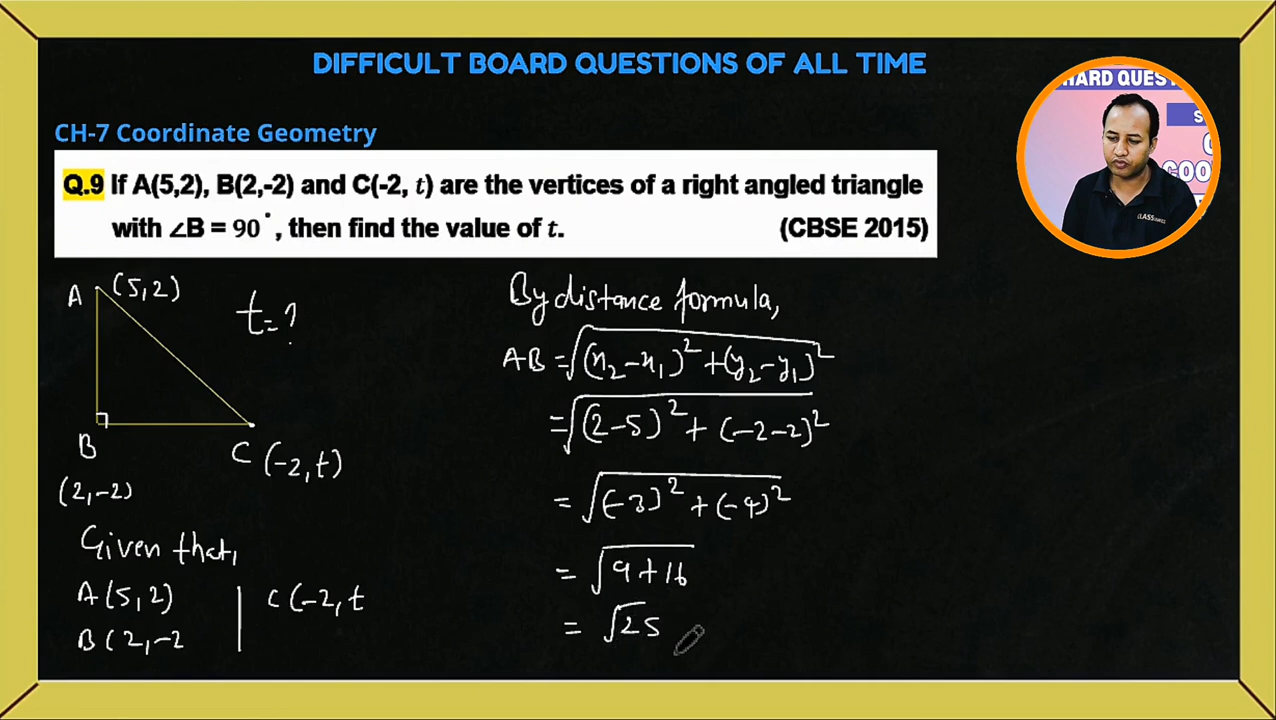 DIFFICULT BOARD QUESTIONS OF ALL TIME
HARD QUEST
CH-7 Coordinate Geometry
Q.9 If A(5,2), B(2,-2) and C(-2, t) are the vertices of a right angled triangle
with ∠B = 90°, then find the value of t. (CBSE 2015)
A (5,2)
t=?
B
C (-2, t)
(2,-2)
Given that,
A(5,2) | C(-2, t
B(2,-2
By distance formula,
AB = √(x₂-x₁)²+(y₂-y₁)²
= √(2-5)² + (-2-2)²
= √(-3)² + (-4)²
= √9+16
= √25